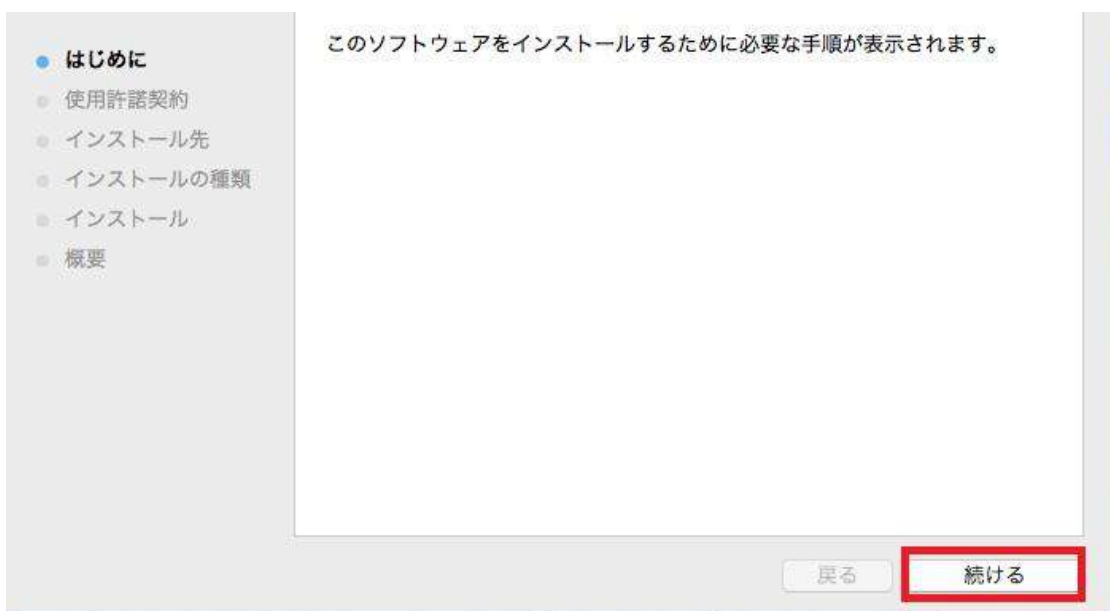 はじめに
使用許諾契約
インストール先
インストールの種類
インストール
概要
このソフトウェアをインストールするために必要な手順が表示されます。
戻る
続ける